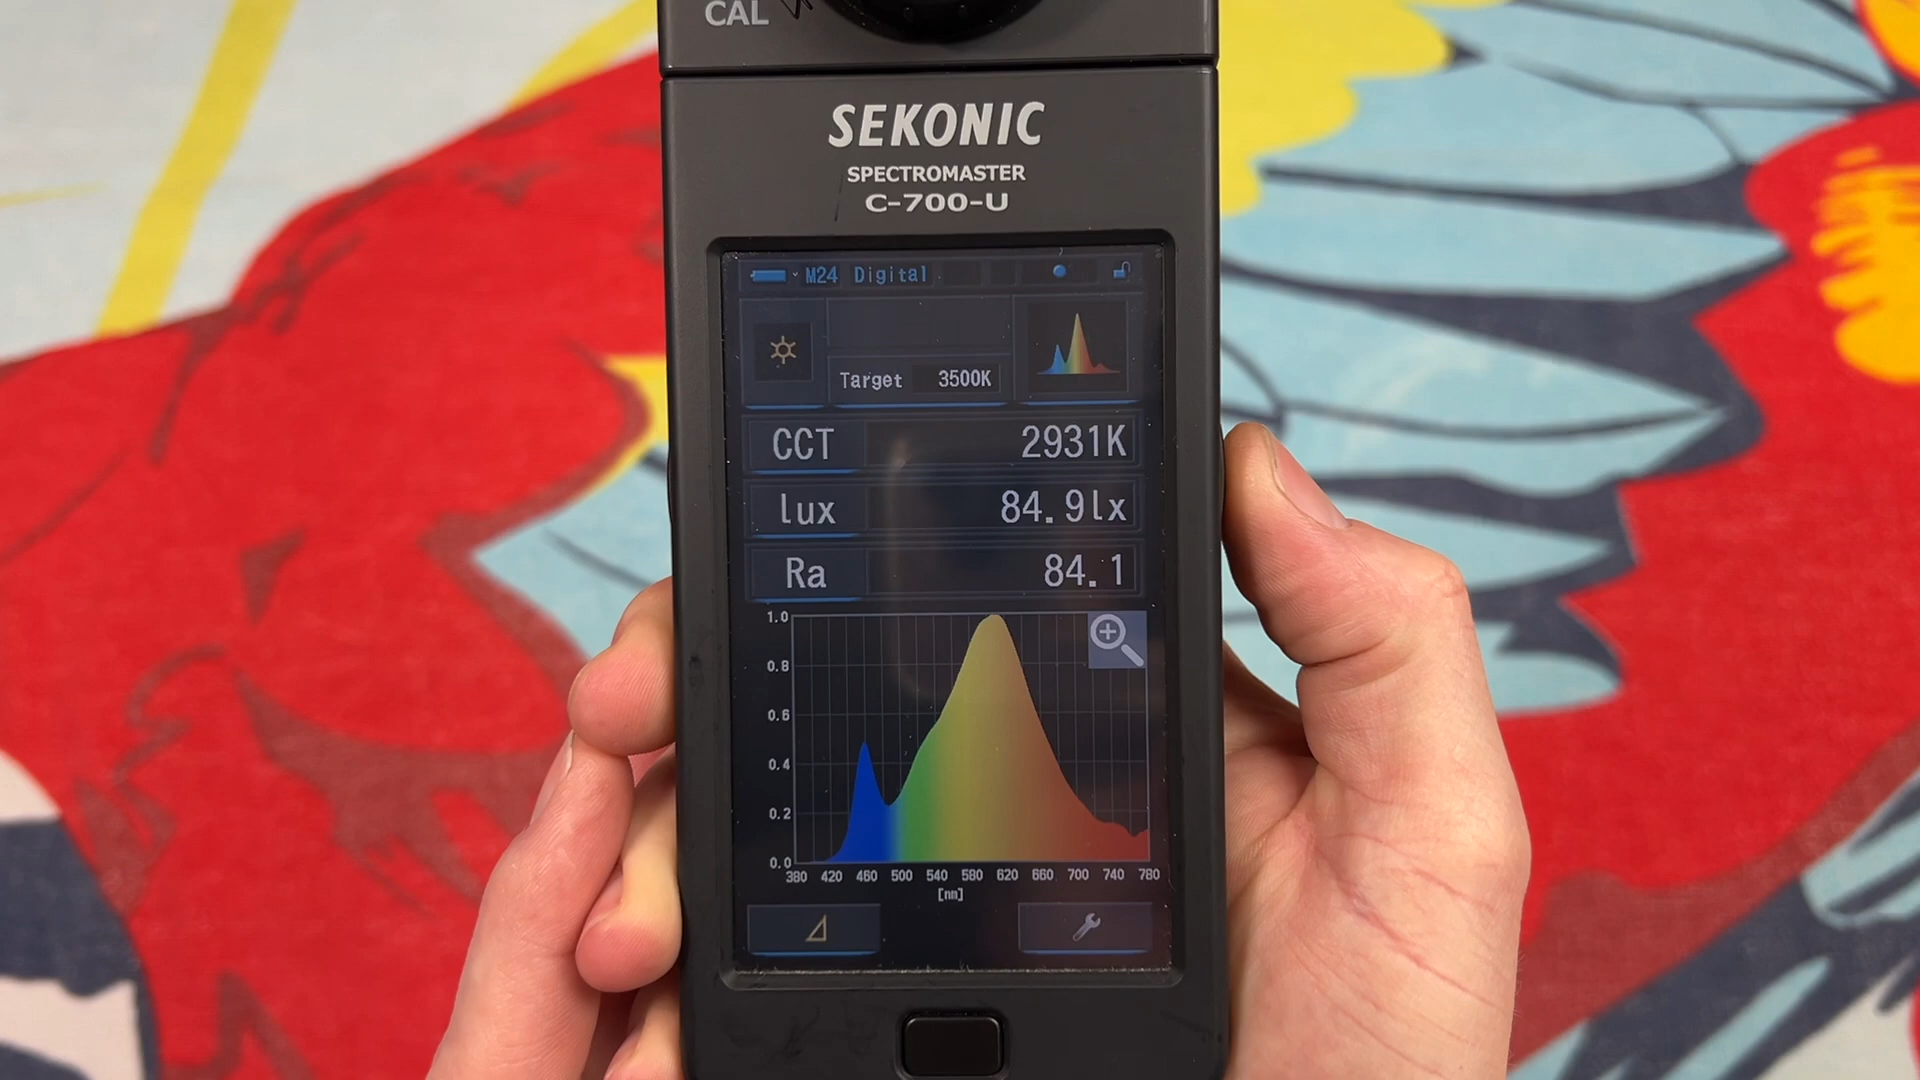 CAL
SEKONIC
SPECTROMASTER
C-700-U
M24 Digital
Target 3500K
CCT 2931K
lux 84.9lx
Ra 84.1
1.0
0.8
0.6
0.4
0.2
0.0
380 420 460 500 540 580 620 660 700 740 780
[nm]